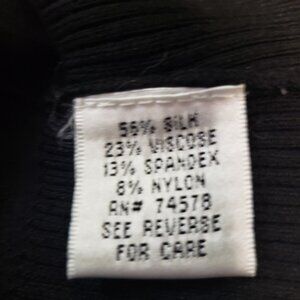 56% SILK
23% VISCOSE
13% SPANDEX
8% NYLON
RN# 74578
SEE REVERSE
FOR CARE